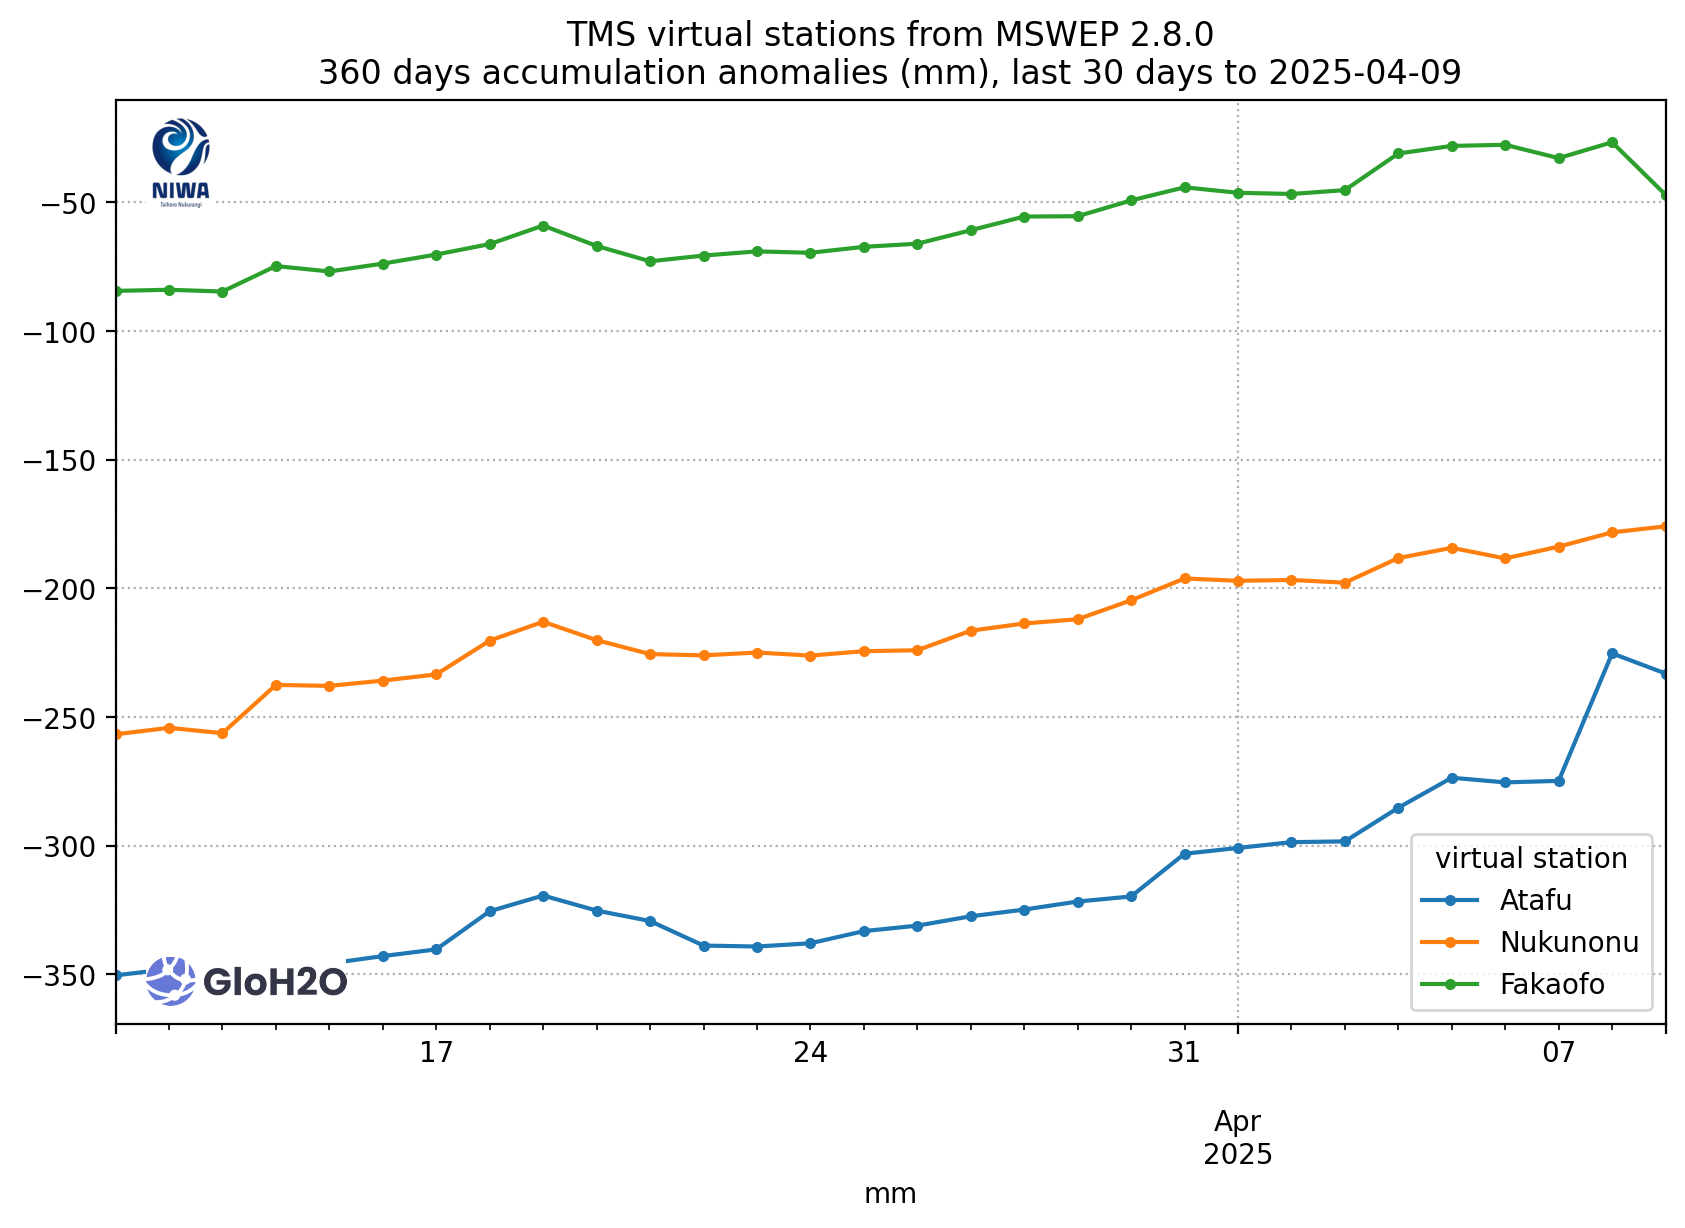 TMS virtual stations from MSWEP 2.8.0
360 days accumulation anomalies (mm), last 30 days to 2025-04-09
NIWA
Taihoro Nukurangi
−50
−100
−150
−200
−250
−300
−350
GloH2O
virtual station
Atafu
Nukunonu
Fakaofo
17 24 31 07
Apr
2025
mm